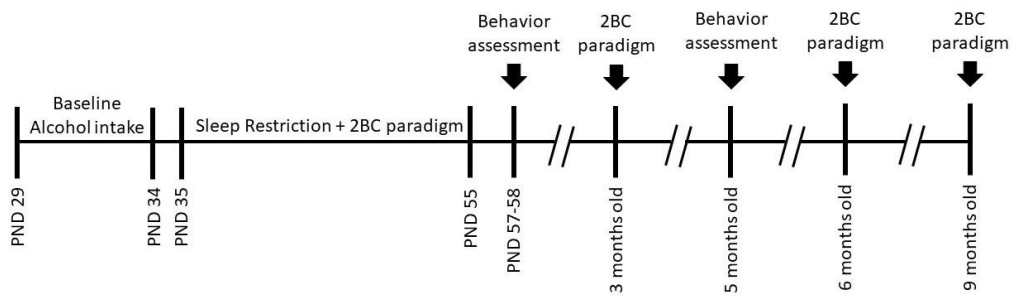 Behavior
assessment
2BC
paradigm
Behavior
assessment
2BC
paradigm
2BC
paradigm
Baseline
Alcohol intake
Sleep Restriction + 2BC paradigm
PND 29
PND 34
PND 35
PND 55
PND 57-58
3 months old
5 months old
6 months old
9 months old